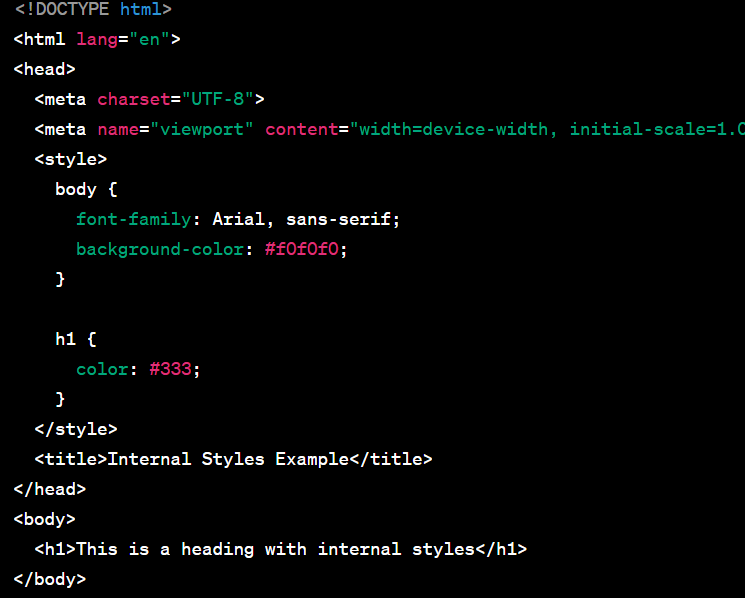 <!DOCTYPE html>
<html lang="en">
<head>
  <meta charset="UTF-8">
  <meta name="viewport" content="width=device-width, initial-scale=1.0
  <style>
    body {
      font-family: Arial, sans-serif;
      background-color: #f0f0f0;
    }

    h1 {
      color: #333;
    }
  </style>
  <title>Internal Styles Example</title>
</head>
<body>
  <h1>This is a heading with internal styles</h1>
</body>